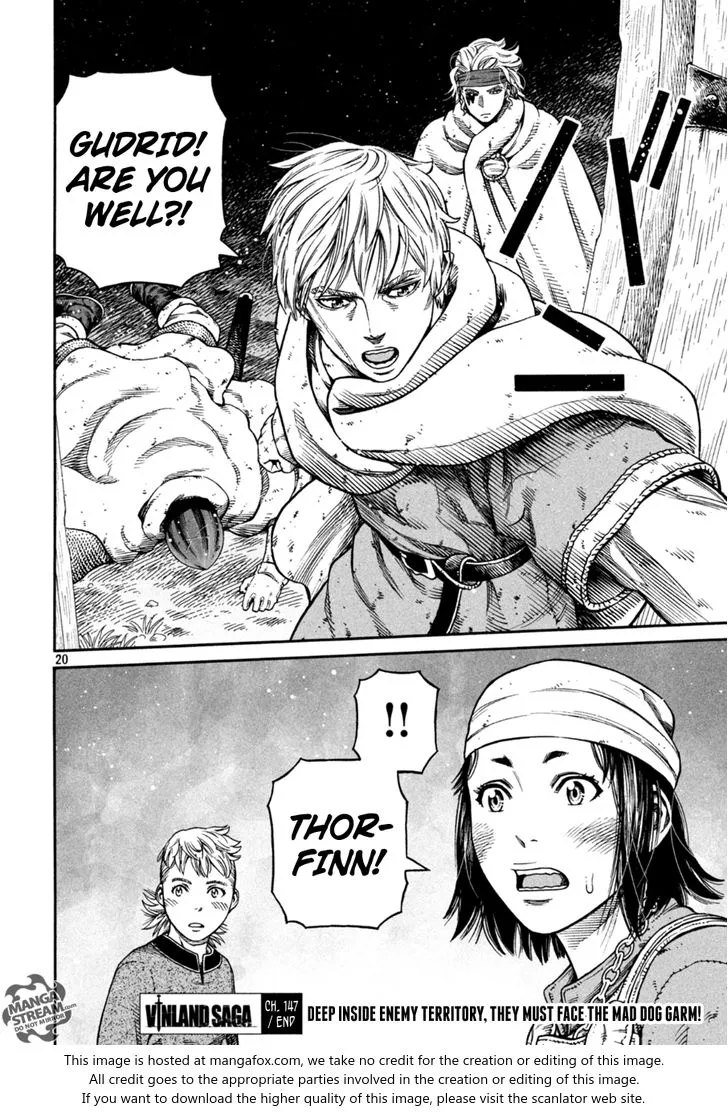 GUDRID!
ARE YOU
WELL?!
20
!!
THOR-
FINN!
MANGA
STREAM.COM
DO NOT MIRROR
VINLAND SAGA
CH. 147
/ END
DEEP INSIDE ENEMY TERRITORY, THEY MUST FACE THE MAD DOG GARM!
This image is hosted at mangafox.com, we take no credit for the creation or editing of this image.
All credit goes to the appropriate parties involved in the creation or editing of this image.
If you want to download the higher quality of this image, please visit the scanlator web site.